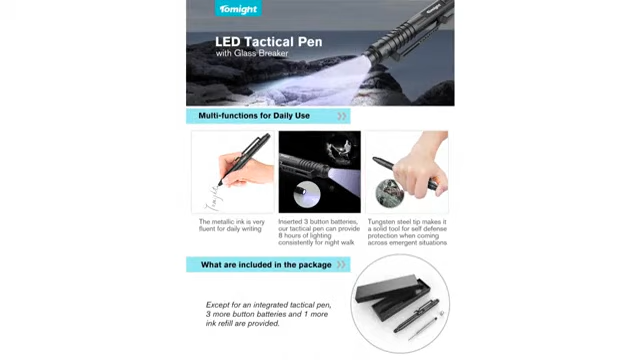 Tomight
LED Tactical Pen
with Glass Breaker
Multi-functions for Daily Use
The metallic ink is very
fluent for daily writing
Inserted 3 button batteries,
our tactical pen can provide
8 hours of lighting
consistently for night walk
Tungsten steel tip makes it
a solid tool for self defense
protection when coming
across emergent situations
What are included in the package
Except for an integrated tactical pen,
3 more button batteries and 1 more
ink refill are provided.